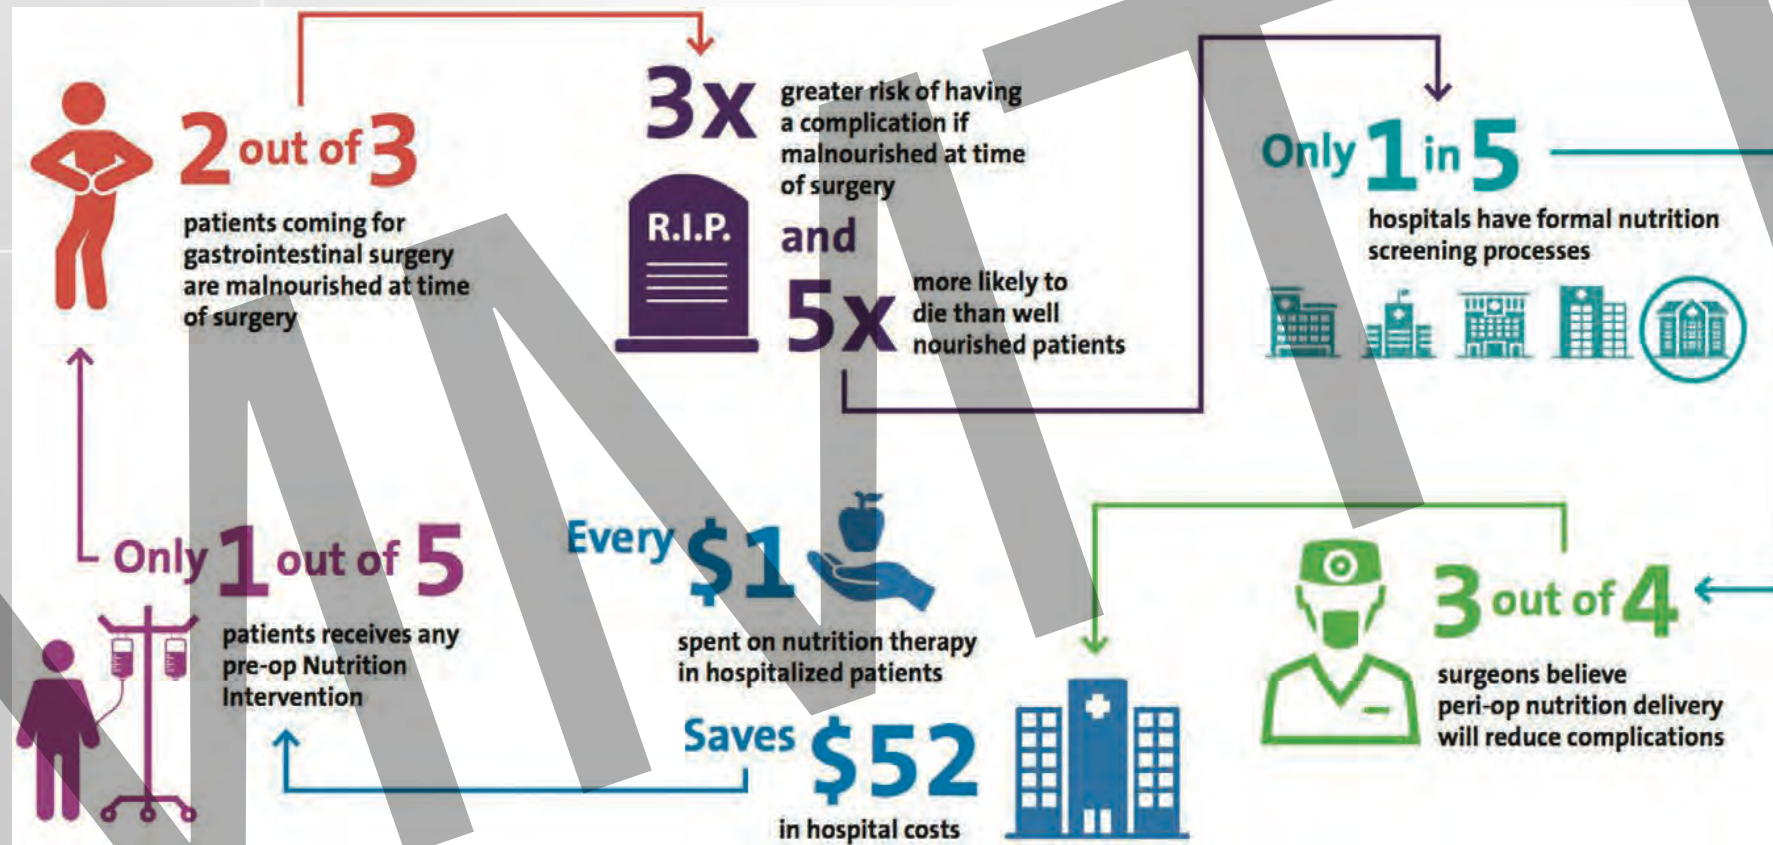 2 out of 3
patients coming for
gastrointestinal surgery
are malnourished at time
of surgery
3x
greater risk of having
a complication if
malnourished at time
of surgery
R.I.P.
and
5x
more likely to
die than well
nourished patients
Only 1 in 5
hospitals have formal nutrition
screening processes
3 out of 4
surgeons believe
peri-op nutrition delivery
will reduce complications
Every $1
spent on nutrition therapy
in hospitalized patients
Saves $52
in hospital costs
Only 1 out of 5
patients receives any
pre-op Nutrition
Intervention